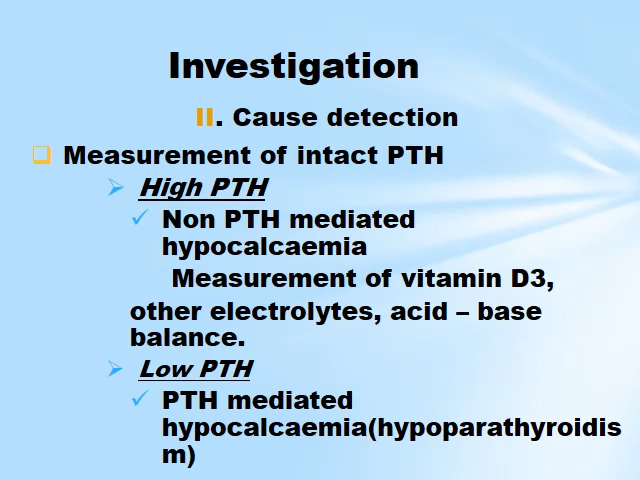 Investigation
II. Cause detection
Measurement of intact PTH
High PTH
Non PTH mediated
hypocalcaemia
Measurement of vitamin D3,
other electrolytes, acid – base
balance.
Low PTH
PTH mediated
hypocalcaemia(hypoparathyroidis
m)